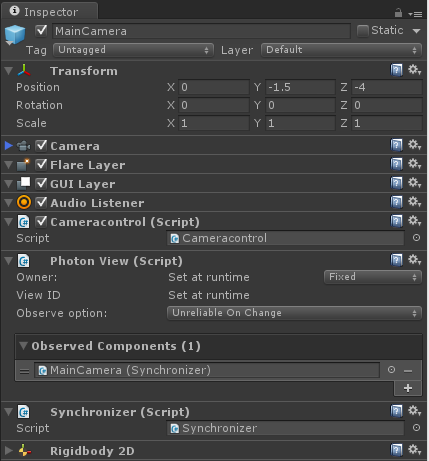 Inspector
MainCamera Static
Tag Untagged Layer Default
Transform
Position X 0 Y -1.5 Z -4
Rotation X 0 Y 0 Z 0
Scale X 1 Y 1 Z 1
Camera
Flare Layer
GUI Layer
Audio Listener
Cameracontrol (Script)
Script Cameracontrol
Photon View (Script)
Owner: Set at runtime Fixed
View ID Set at runtime
Observe option: Unreliable On Change
Observed Components (1)
MainCamera (Synchronizer)
Synchronizer (Script)
Script Synchronizer
Rigidbody 2D